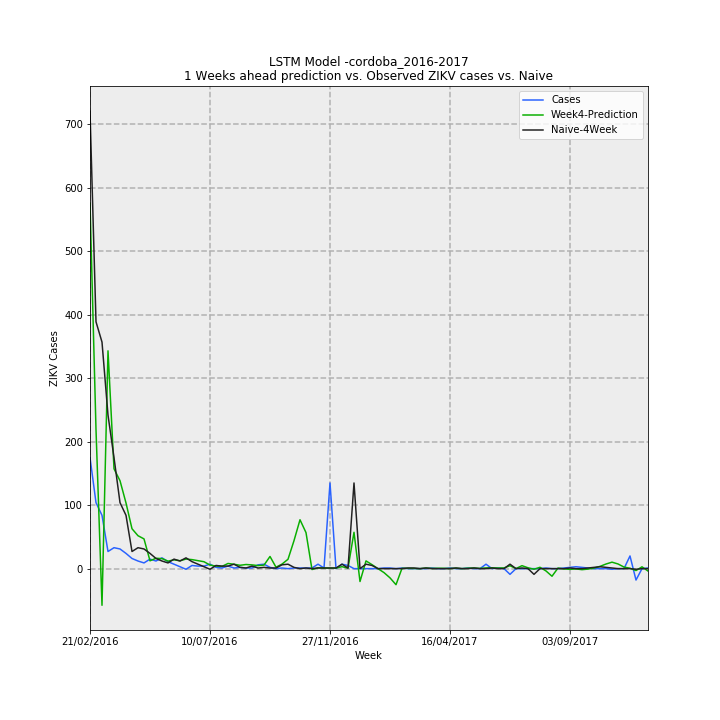 LSTM Model -cordoba_2016-2017
1 Weeks ahead prediction vs. Observed ZIKV cases vs. Naive
Cases
Week4-Prediction
Naive-4Week
700
600
500
400
300
200
100
0
ZIKV Cases
21/02/2016 10/07/2016 27/11/2016 16/04/2017 03/09/2017
Week